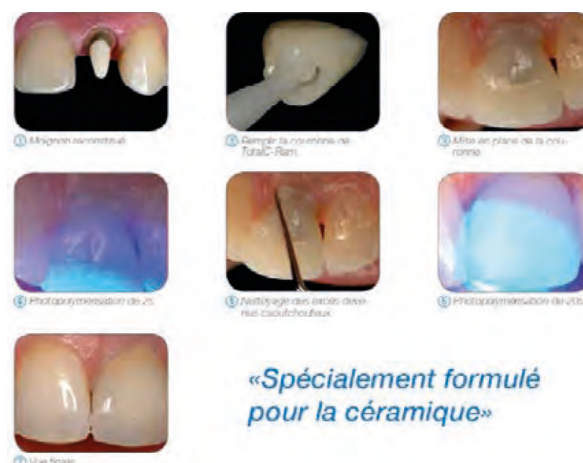 ① Moignon reconstitué.
② Remplir la couronne de
TotalC-Ram.
③ Mise en place de la cou-
ronne.
④ Photopolymérisation de 2s.
⑤ Nettoyage des excès deve-
nus caoutchouteux.
⑥ Photopolymérisation de 20s.
⑦ Vue finale.
«Spécialement formulé
pour la céramique»